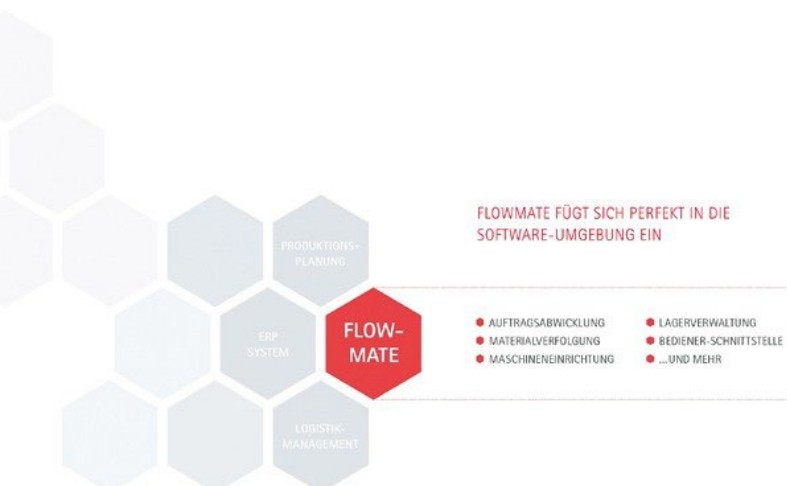 FLOWMATE FÜGT SICH PERFEKT IN DIE
SOFTWARE-UMGEBUNG EIN
PRODUKTIONS-
PLANUNG
ERP
SYSTEM
FLOW-
MATE
LOGISTIK-
MANAGEMENT
AUFTRAGSABWICKLUNG
MATERIALVERFOLGUNG
MASCHINENEINRICHTUNG
LAGERVERWALTUNG
BEDIENER-SCHNITTSTELLE
...UND MEHR